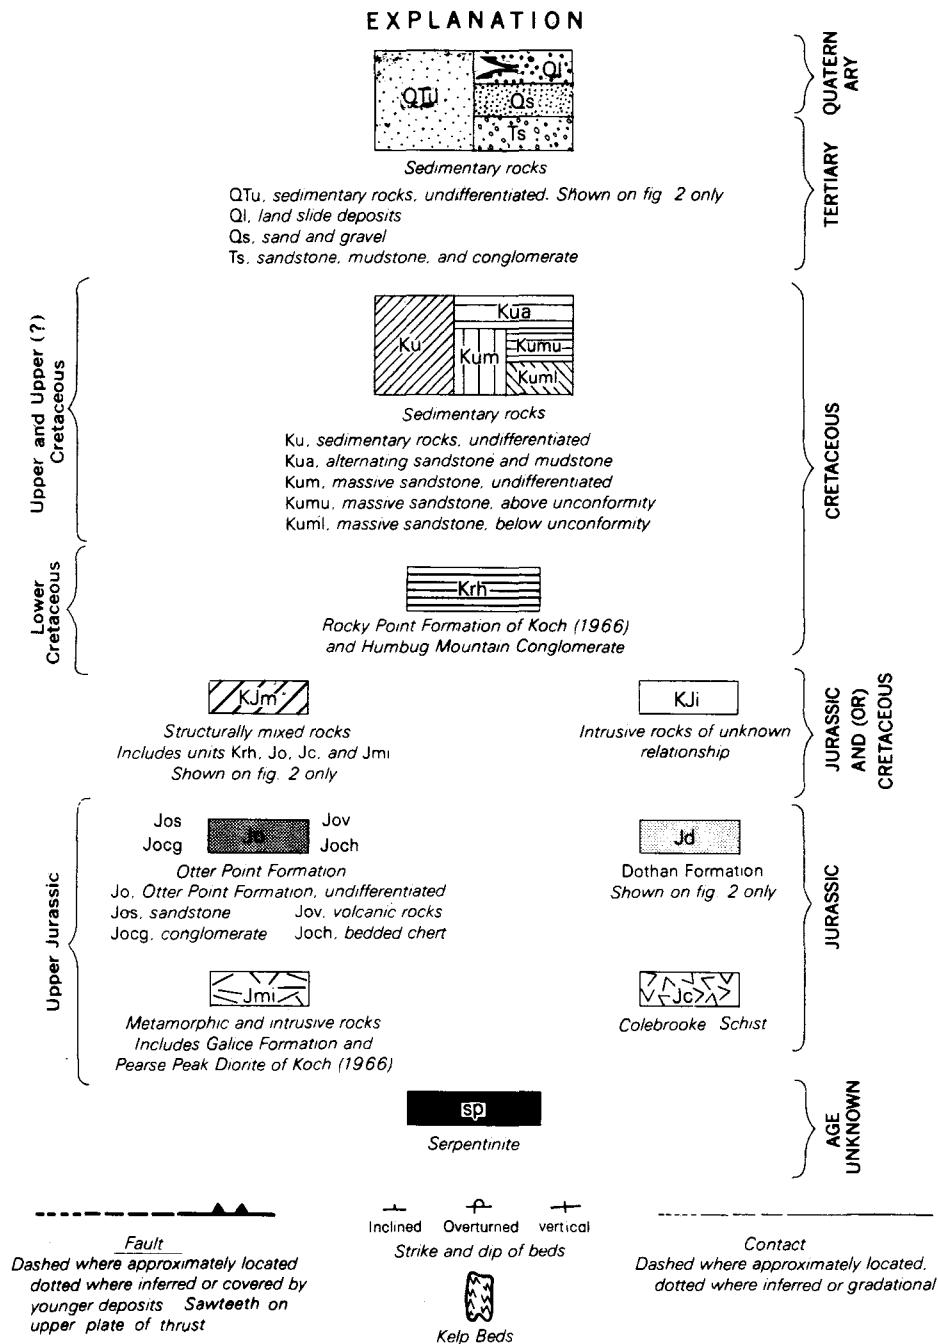 EXPLANATION
QTu
Ql
Qs
Ts
Sedimentary rocks
QTu, sedimentary rocks, undifferentiated. Shown on fig 2 only
Ql, land slide deposits
Qs, sand and gravel
Ts, sandstone, mudstone, and conglomerate
QUATERN
ARY
TERTIARY
Upper and Upper (?)
Cretaceous
Ku
Kua
Kum
Kumu
Kuml
Sedimentary rocks
Ku, sedimentary rocks, undifferentiated
Kua, alternating sandstone and mudstone
Kum, massive sandstone, undifferentiated
Kumu, massive sandstone, above unconformity
Kuml, massive sandstone, below unconformity
CRETACEOUS
Lower
Cretaceous
Krh
Rocky Point Formation of Koch (1966)
and Humbug Mountain Conglomerate
KJm
Structurally mixed rocks
Includes units Krh, Jo, Jc, and Jmi
Shown on fig. 2 only
KJi
Intrusive rocks of unknown
relationship
JURASSIC
AND (OR)
CRETACEOUS
Upper Jurassic
Jos
Jocg
Jo
Jov
Joch
Otter Point Formation
Jo, Otter Point Formation, undifferentiated
Jos, sandstone Jov, volcanic rocks
Jocg, conglomerate Joch, bedded chert
Jd
Dothan Formation
Shown on fig. 2 only
JURASSIC
Jmi
Metamorphic and intrusive rocks
Includes Galice Formation and
Pearse Peak Diorite of Koch (1966)
Jc
Colebrooke Schist
sp
Serpentinite
AGE
UNKNOWN
Fault
Dashed where approximately located
dotted where inferred or covered by
younger deposits Sawteeth on
upper plate of thrust
Inclined Overturned vertical
Strike and dip of beds
Kelp Beds
Contact
Dashed where approximately located,
dotted where inferred or gradational